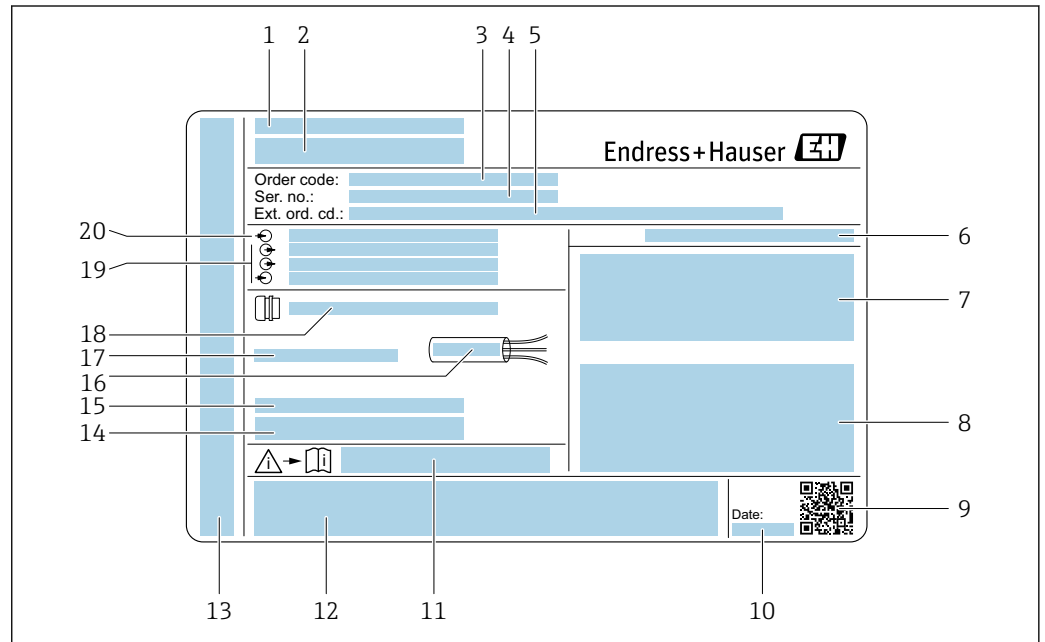 1 2 3 4 5
Endress+Hauser EH
Order code:
Ser. no.:
Ext. ord. cd.:
20
6
19
7
18
17
16
15
8
14
i i
9
Date:
13 12 11 10